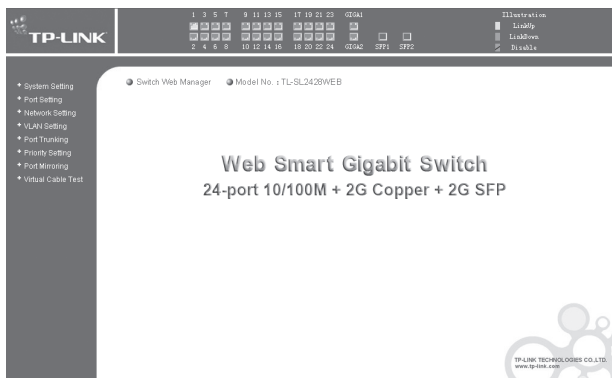 TP-LINK
1 3 5 7 9 11 13 15 17 19 21 23 GIGA1
2 4 6 8 10 12 14 16 18 20 22 24 GIGA2 SFP1 SFP2
Illustration
LinkUp
LinkDown
Disable
System Setting
Port Setting
Network Setting
VLAN Setting
Port Trunking
Priority Setting
Port Mirroring
Virtual Cable Test
Switch Web Manager Model No. : TL-SL2428WEB
Web Smart Gigabit Switch
24-port 10/100M + 2G Copper + 2G SFP
TP-LINK TECHNOLOGIES CO.,LTD.
www.tp-link.com